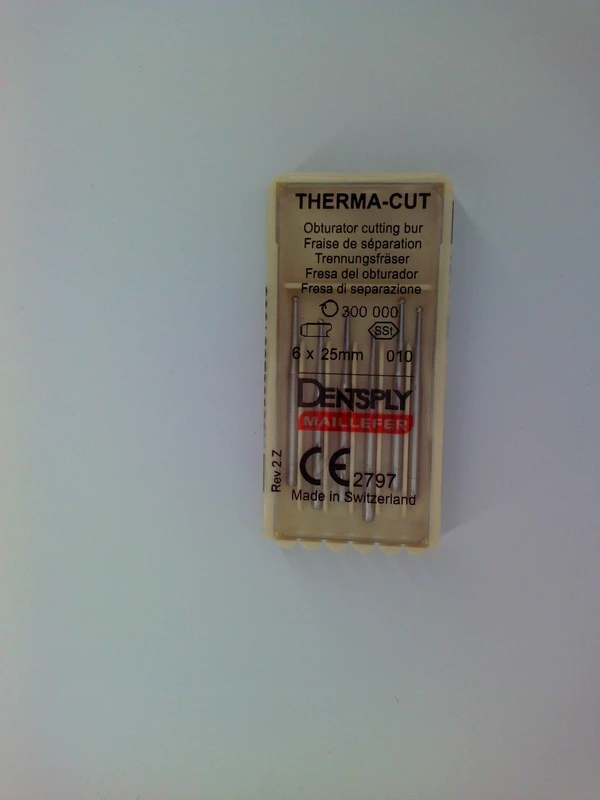 THERMA-CUT
Obturator cutting bur
Fraise de séparation
Trennungsfräser
Fresa del obturador
Fresa di separazione
300 000
SSt
6 x 25mm 010
DENTSPLY
MAILLEFER
CE 2797
Made in Switzerland
Rev 2.Z